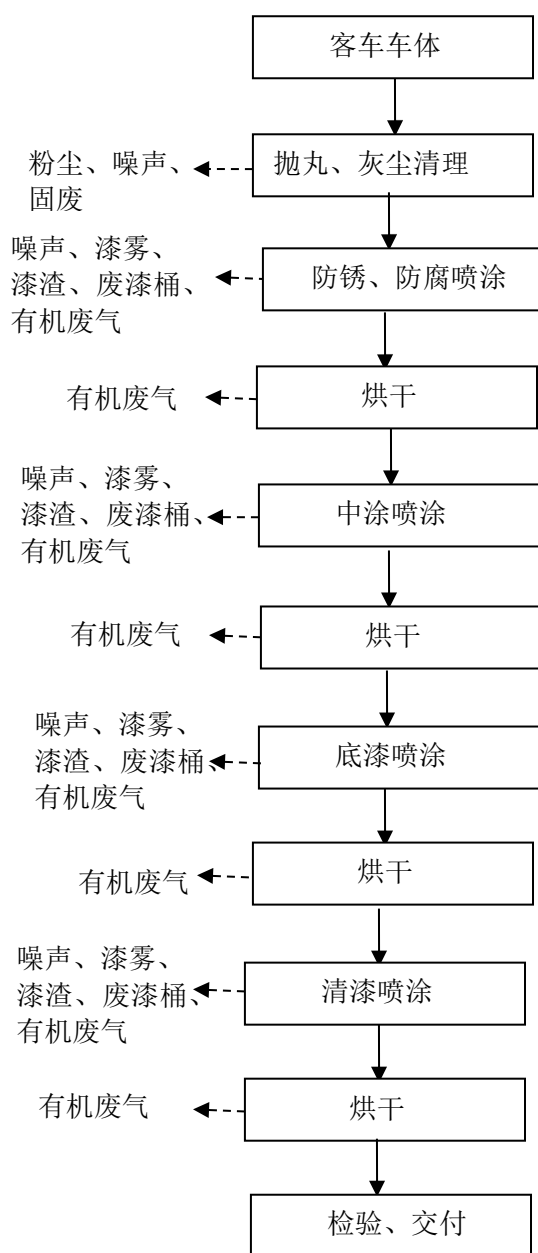 客车车体
粉尘、噪声、
固废
抛丸、灰尘清理
噪声、漆雾、
漆渣、废漆桶、
有机废气
防锈、防腐喷涂
有机废气
烘干
噪声、漆雾、
漆渣、废漆桶、
有机废气
中涂喷涂
有机废气
烘干
噪声、漆雾、
漆渣、废漆桶、
有机废气
底漆喷涂
有机废气
烘干
噪声、漆雾、
漆渣、废漆桶、
有机废气
清漆喷涂
有机废气
烘干
检验、交付